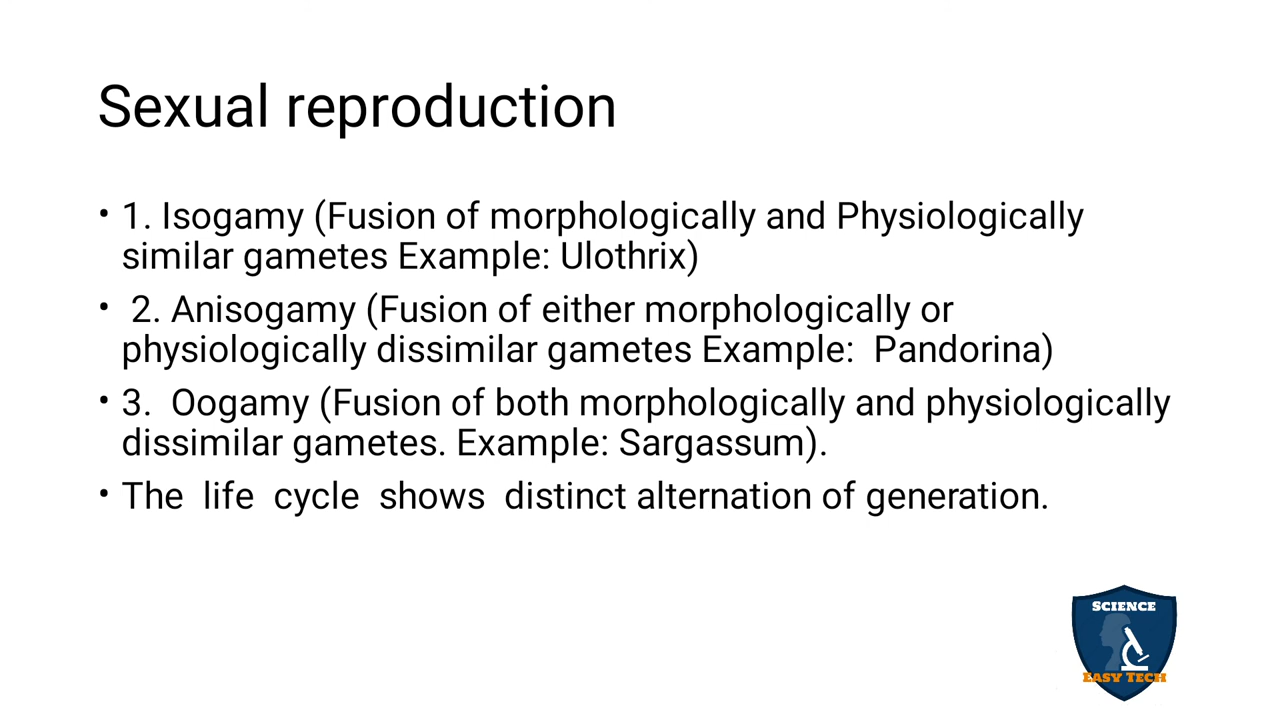 Sexual reproduction
• 1. Isogamy (Fusion of morphologically and Physiologically
similar gametes Example: Ulothrix)
• 2. Anisogamy (Fusion of either morphologically or
physiologically dissimilar gametes Example: Pandorina)
• 3. Oogamy (Fusion of both morphologically and physiologically
dissimilar gametes. Example: Sargassum).
• The life cycle shows distinct alternation of generation.
SCIENCE
EASY TECH